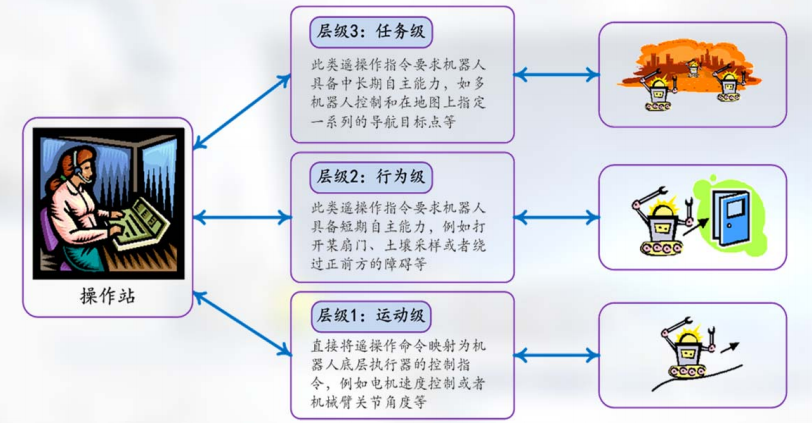 层级3：任务级
此类遥操作指令要求机器人
具备中长期自主能力，如多
机器人控制和在地图上指定
一系列的导航目标点等
层级2：行为级
此类遥操作指令要求机器人
具备短期自主能力，例如打
开某扇门、土壤采样或者绕
过正前方的障碍等
操作站
层级1：运动级
直接将遥操作命令映射为机
器人底层执行器的控制指
令，例如电机速度控制或者
机械臂关节角度等